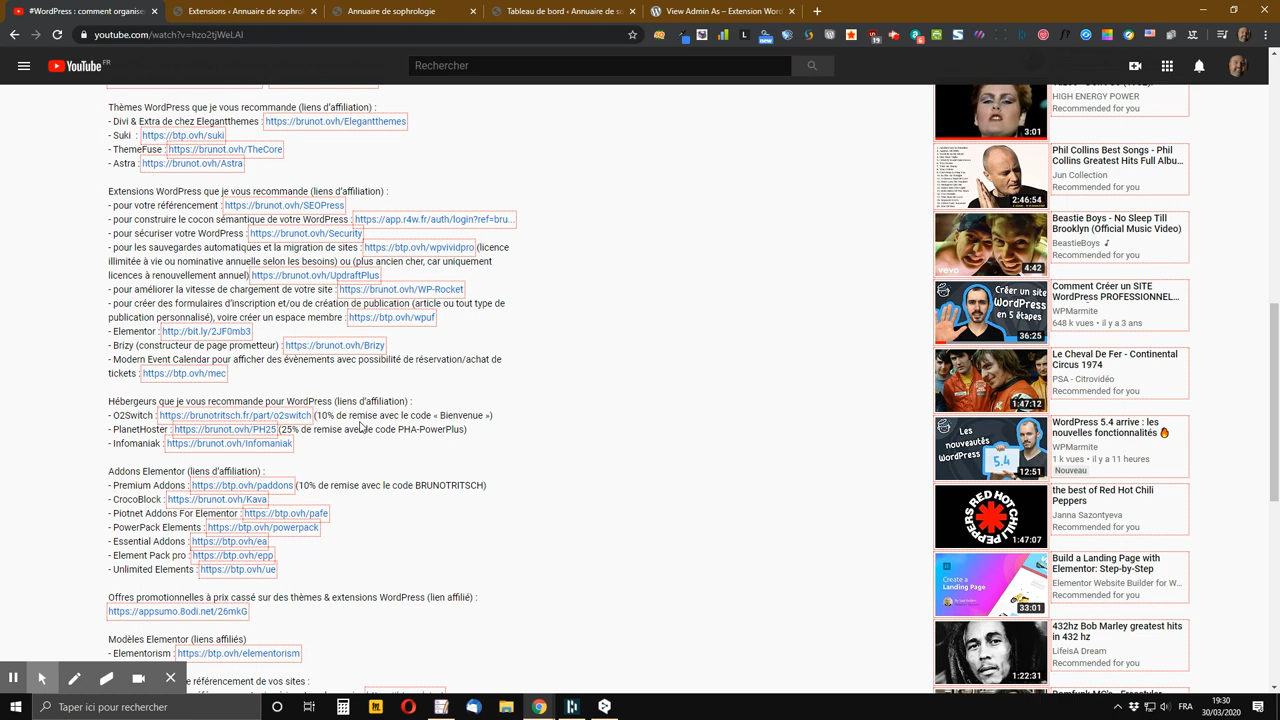 #WordPress : comment organis
Extensions ‹ Annuaire de sophro
Annuaire de sophrologie
Tableau de bord ‹ Annuaire de s
View Admin As – Extension Word
youtube.com/watch?v=hzo2tjWeLAI
YouTube FR
Rechercher
Thèmes WordPress que je vous recommande (liens d'affiliation) :
- Divi & Extra de chez Elegantthemes : https://brunot.ovh/Elegantthemes
- Suki : https://btp.ovh/suki
- ThemeFuse : https://brunot.ovh/TheCore
- Astra : https://brunot.ovh/Astra
Extensions WordPress que je vous recommande (liens d'affiliation) :
- pour votre référencement : https://brunot.ovh/SEOPress
- pour construire le cocon sémantique de votre WordPress : https://app.r4w.fr/auth/login?ref=bru...
- pour sécuriser votre WordPress : https://brunot.ovh/Security
- pour les sauvegardes automatiques et la migration de sites : https://btp.ovh/wpvividpro (licence
illimitée à vie ou nominative annuelle selon les besoins) ou (plus ancien cher, car uniquement
licences à renouvellement annuel) https://brunot.ovh/UpdraftPlus
- pour améliorer la vitesse de chargement de votre site : https://brunot.ovh/WP-Rocket
- pour créer des formulaires d'inscription et/ou de soumission de publication (article ou tout type de
publication personnalisé), voire créer un espace membre : https://btp.ovh/wpuf
- Elementor : http://bit.ly/2JF0mb3
- Brizy (constructeur de page prometteur) : https://brunot.ovh/Brizy
- Modern Event Calendar pour afficher des événements avec possibilité de réservation/achat de
tickets : https://btp.ovh/mec
Hébergeurs que je vous recommande pour WordPress (liens d'affiliation) :
- O2Switch : https://brunotritsch.fr/part/o2switch (10% de remise avec le code « Bienvenue »)
- PlanetHoster : https://brunot.ovh/PH25 (25% de remise avec le code PHA-PowerPlus)
- Infomaniak : https://brunot.ovh/Infomaniak
Addons Elementor (liens d'affiliation) :
- Premium Addons : https://btp.ovh/paddons (10% de remise avec le code BRUNOTRITSCH)
- CrocoBlock : https://brunot.ovh/Kava
- Piotnet Addons For Elementor : https://btp.ovh/pafe
- PowerPack Elements : https://btp.ovh/powerpack
- Essential Addons : https://btp.ovh/ea
- Element Pack pro : https://btp.ovh/epp
- Unlimited Elements : https://btp.ovh/ue
Offres promotionnelles à prix cassés sur des thèmes & extensions WordPress (lien affilié) :
https://appsumo.8odi.net/26mkG
Modèles Elementor (liens affiliés)
- Elementorism : https://btp.ovh/elementorism
e référencement de vos sites :
HIGH ENERGY POWER
Recommended for you
3:01
Phil Collins Best Songs - Phil
Collins Greatest Hits Full Albu...
Jun Collection
Recommended for you
2:46:54
Beastie Boys - No Sleep Till
Brooklyn (Official Music Video)
BeastieBoys ♪
Recommended for you
vevo
4:42
Comment Créer un SITE
WordPress PROFESSIONNEL...
WPMarmite
648 k vues • il y a 3 ans
Créer un site
WordPress
en 5 étapes
36:25
Le Cheval De Fer - Continental
Circus 1974
PSA - Citrovidéo
Recommended for you
1:47:12
WordPress 5.4 arrive : les
nouvelles fonctionnalités 🔥
WPMarmite
1 k vues • il y a 11 heures
Nouveau
Les
nouveautés
WordPress
5.4
12:51
the best of Red Hot Chili
Peppers
Janna Sazontyeva
Recommended for you
RED HOT CHILI PEPPERS
1:47:07
Build a Landing Page with
Elementor: Step-by-Step
Elementor Website Builder for W...
Recommended for you
Create a
Landing Page
33:01
432hz Bob Marley greatest hits
in 432 hz
LifeisA Dream
Recommended for you
1:22:31
Taper ici pour rechercher
FRA
19:30
30/03/2020